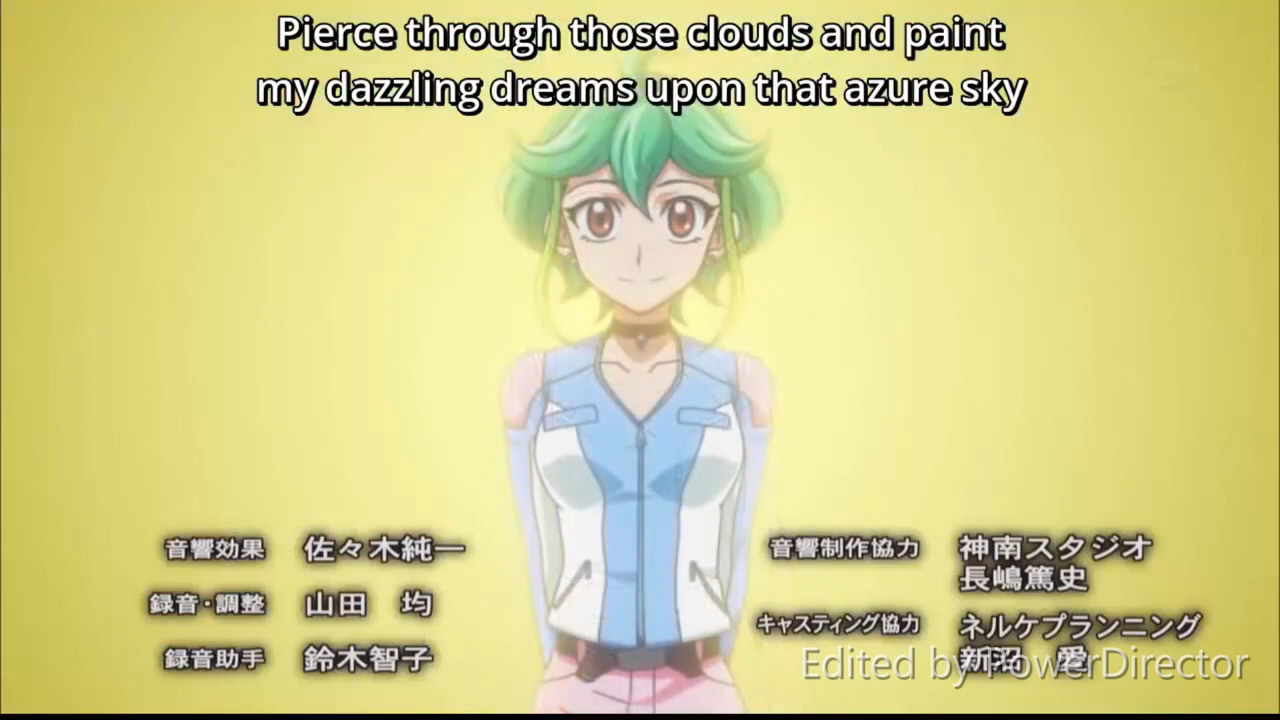 Pierce through those clouds and paint
my dazzling dreams upon that azure sky
音響効果 佐々木純一
録音・調整 山田 均
録音助手 鈴木智子
音響制作協力 神南スタジオ
長嶋篤史
キャスティング協力 ネルケプランニング
新沼 愛
Edited by PowerDirector